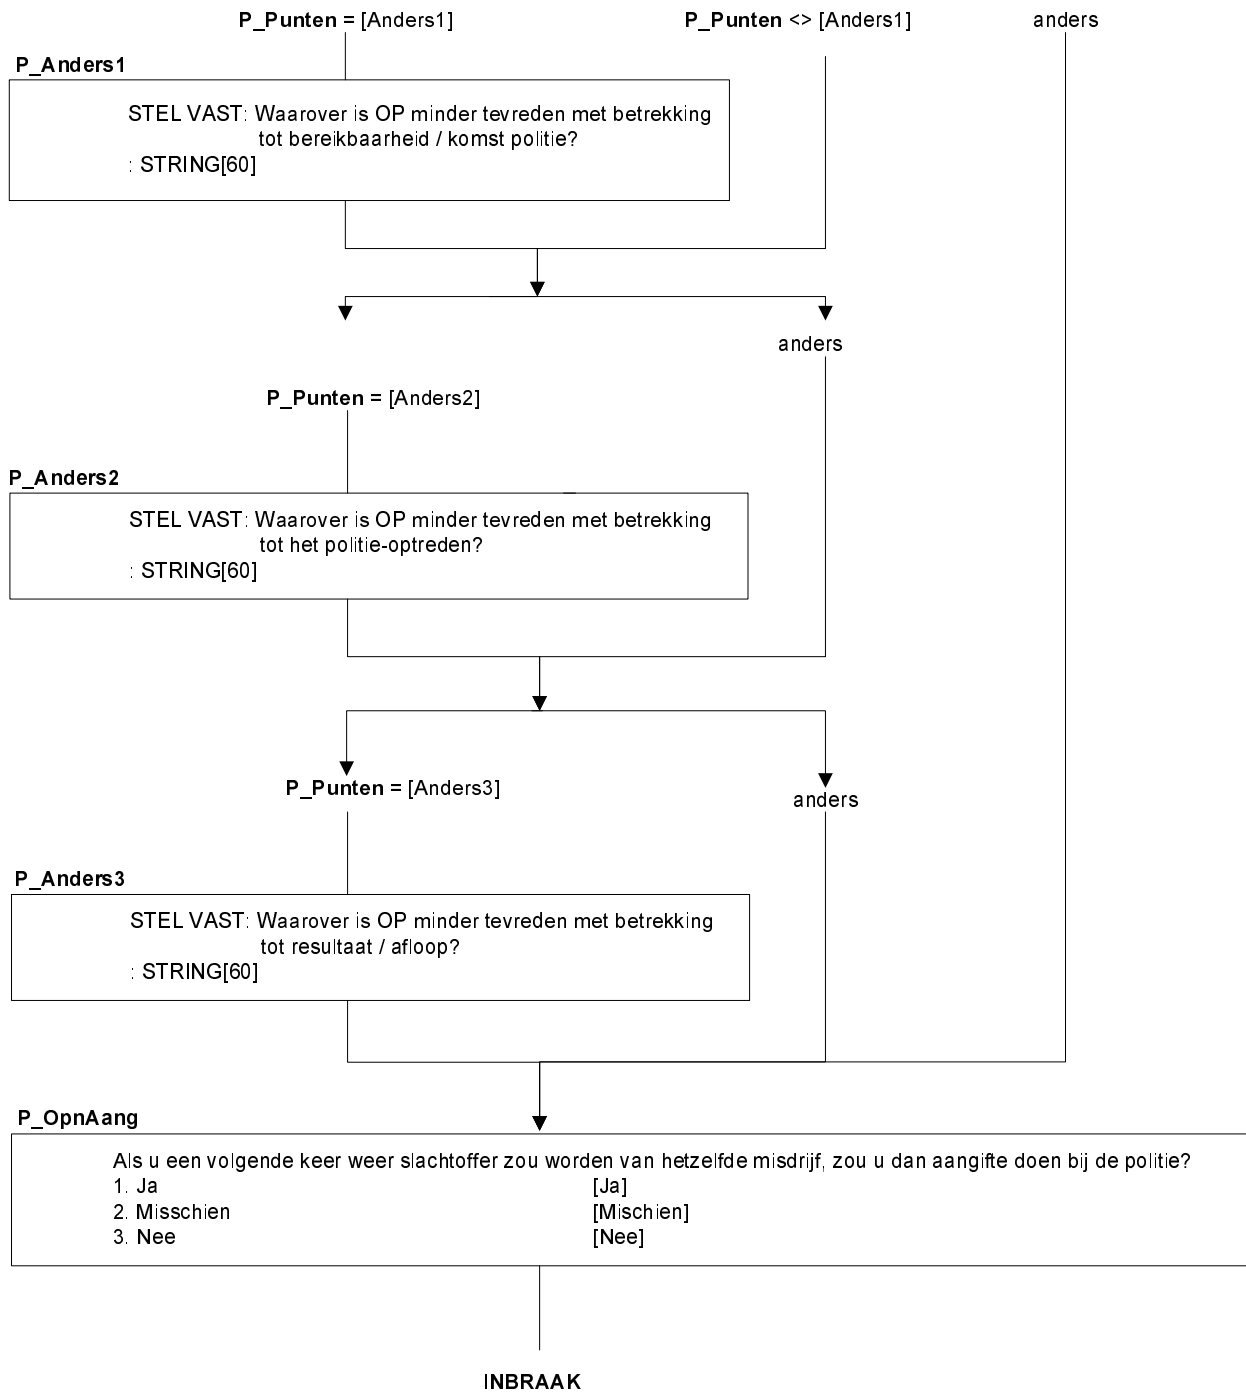 P_Punten = [Anders1] P_Punten <> [Anders1] anders
P_Anders1
STEL VAST: Waarover is OP minder tevreden met betrekking
tot bereikbaarheid / komst politie?
: STRING[60]
anders
P_Punten = [Anders2]
P_Anders2
STEL VAST: Waarover is OP minder tevreden met betrekking
tot het politie-optreden?
: STRING[60]
P_Punten = [Anders3]
anders
P_Anders3
STEL VAST: Waarover is OP minder tevreden met betrekking
tot resultaat / afloop?
: STRING[60]
P_OpnAang
Als u een volgende keer weer slachtoffer zou worden van hetzelfde misdrijf, zou u dan aangifte doen bij de politie?
1. Ja [Ja]
2. Misschien [Mischien]
3. Nee [Nee]
INBRAAK